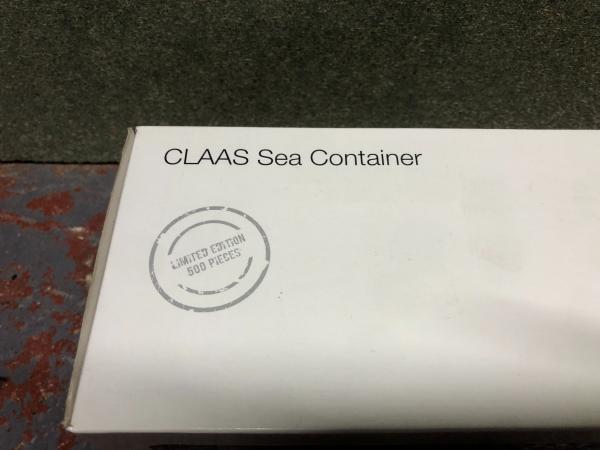 CLAAS Sea Container
LIMITED EDITION
500 PIECES